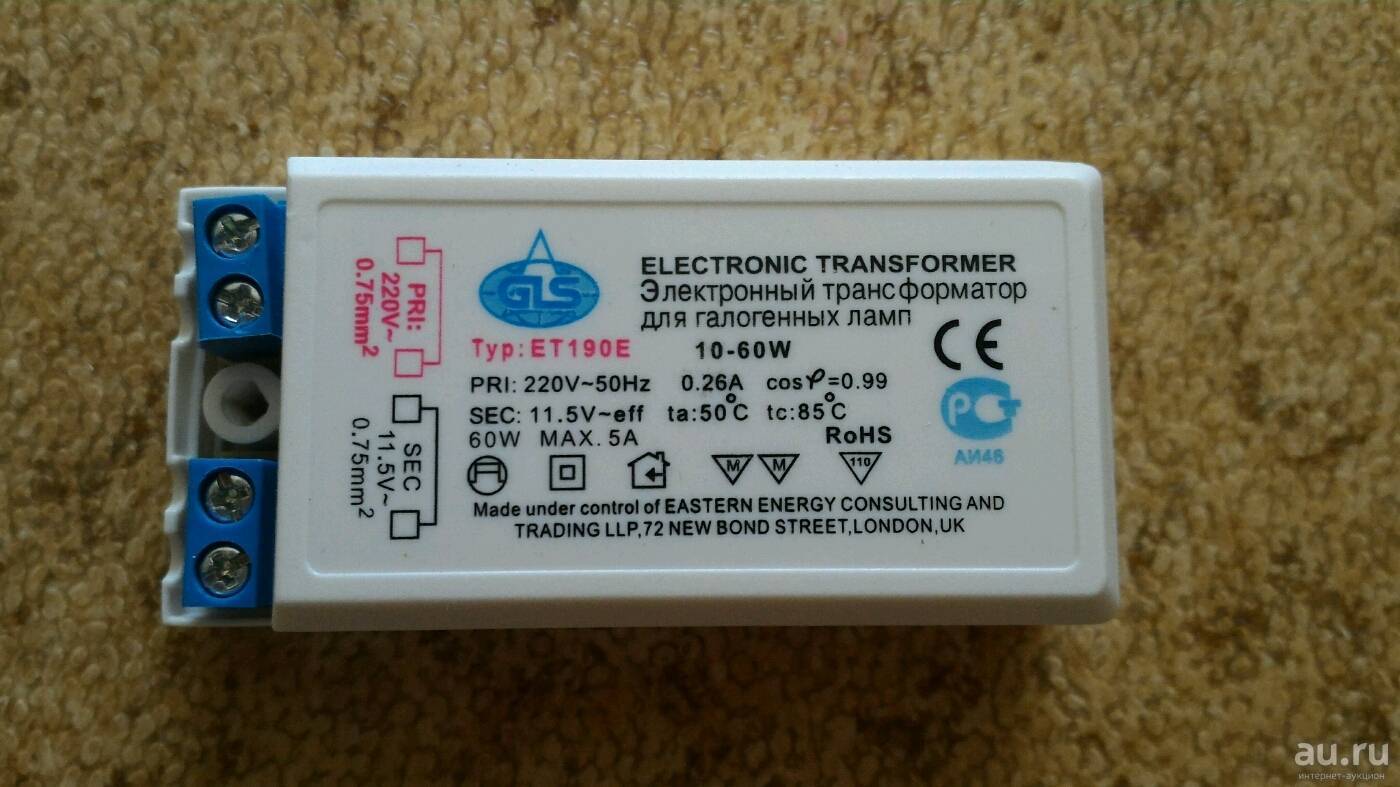 PRI:
220V~
0.75mm²
SEC
11.5V~
0.75mm²
GLS
ELECTRONIC TRANSFORMER
Электронный трансформатор
для галогенных ламп
Typ: ET190E 10-60W
CE
PRI: 220V~50Hz 0.26A cosφ=0.99
SEC: 11.5V~eff ta:50°C tc:85°C
60W MAX. 5A RoHS
РСТ
АИ46
M M 110
Made under control of EASTERN ENERGY CONSULTING AND
TRADING LLP,72 NEW BOND STREET,LONDON,UK
au.ru
интернет-аукцион